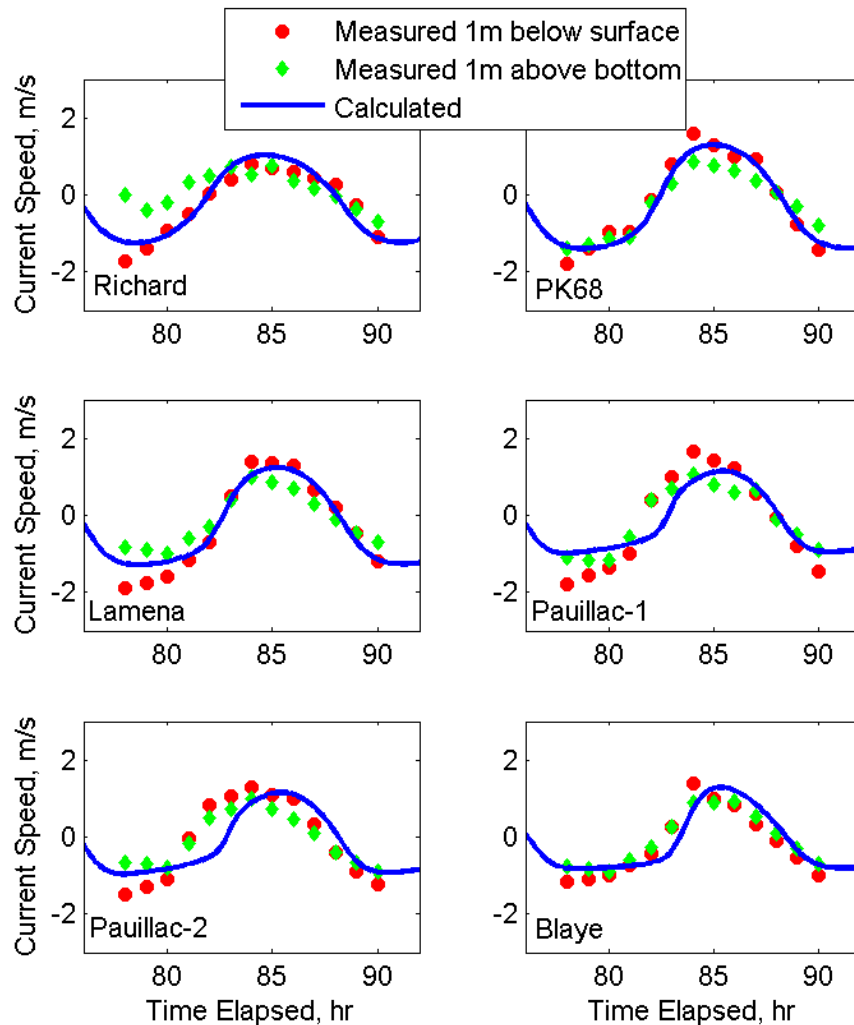 Measured 1m below surface
Measured 1m above bottom
Calculated
Current Speed, m/s
2
0
-2
Richard
80
85
90
2
0
-2
PK68
80
85
90
Current Speed, m/s
2
0
-2
Lamena
80
85
90
2
0
-2
Pauillac-1
80
85
90
Current Speed, m/s
2
0
-2
Pauillac-2
80
85
90
Time Elapsed, hr
2
0
-2
Blaye
80
85
90
Time Elapsed, hr